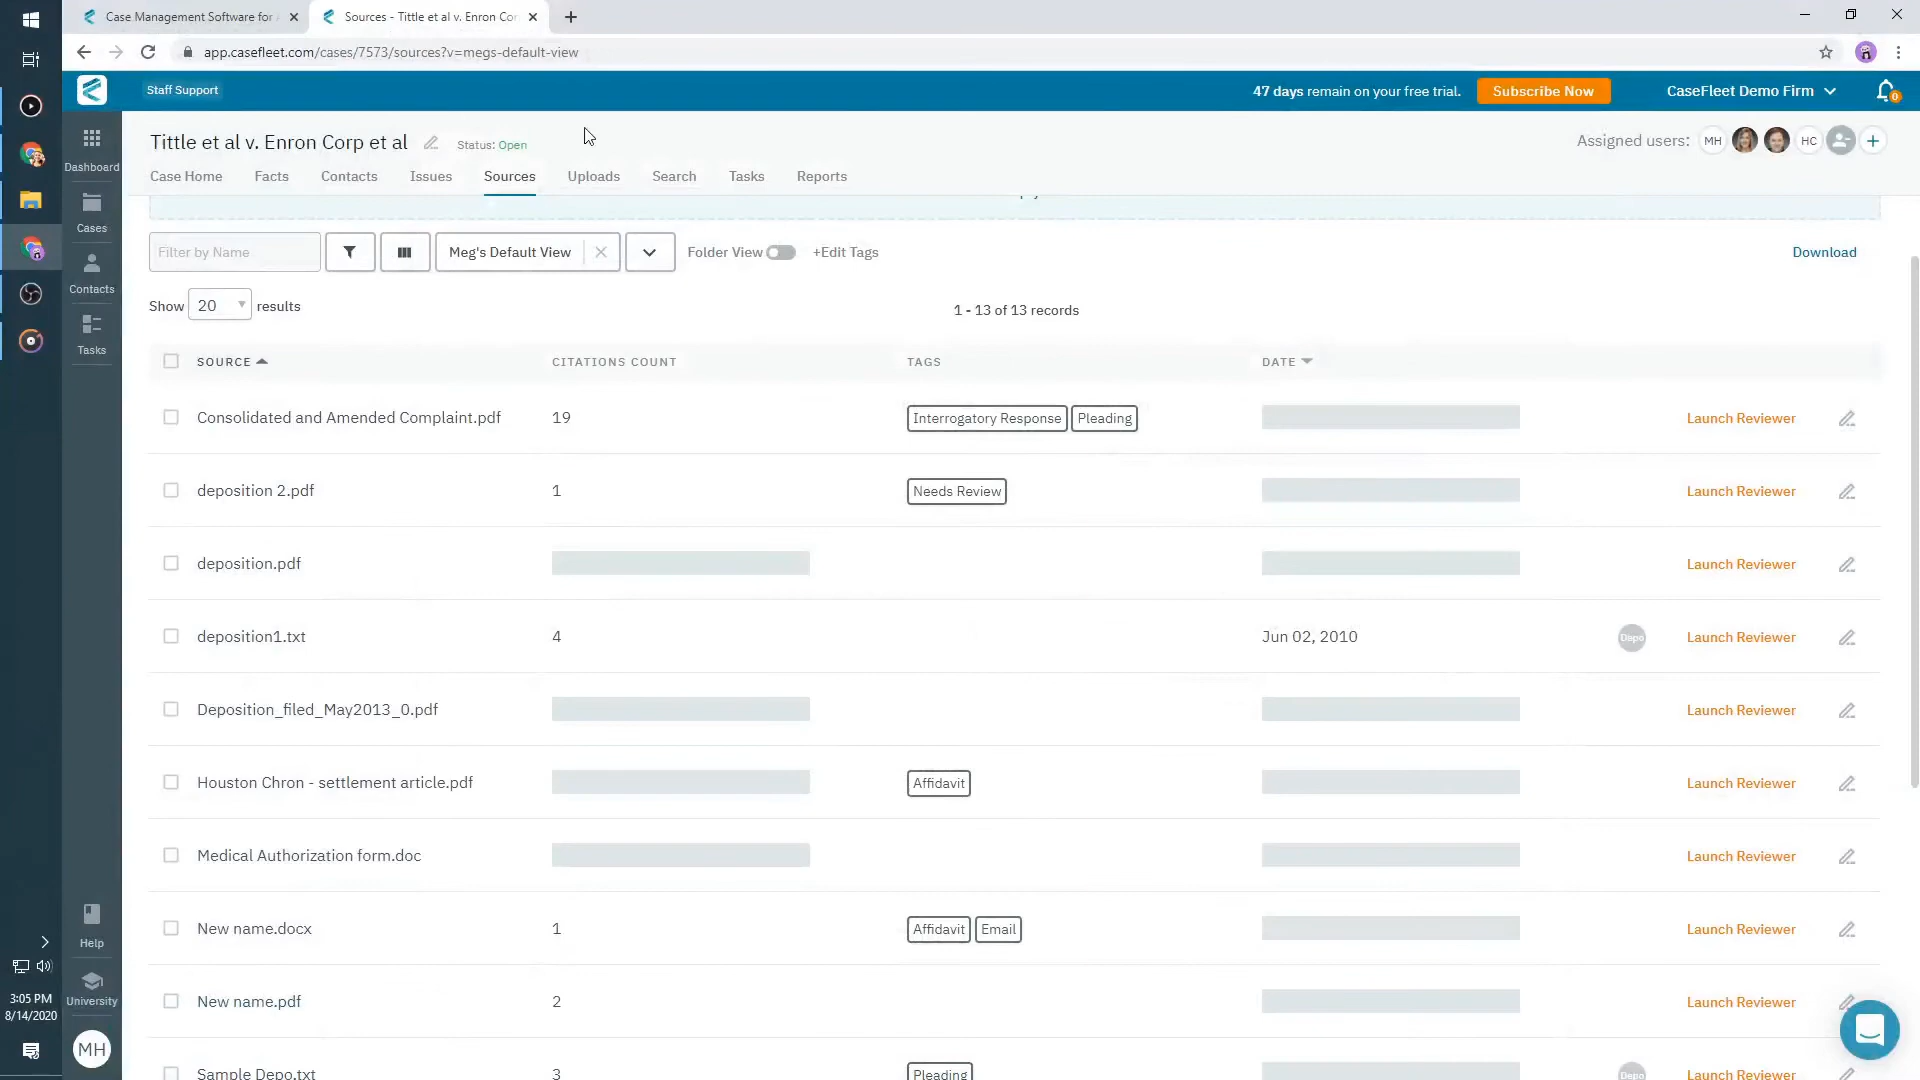 Case Management Software for
Sources - Tittle et al v. Enron Cor
app.casefleet.com/cases/7573/sources?v=megs-default-view
Staff Support
47 days remain on your free trial.
Subscribe Now
CaseFleet Demo Firm
0
Tittle et al v. Enron Corp et al
Status: Open
Assigned users:
MH
HC
Dashboard
Cases
Contacts
Tasks
Case Home
Facts
Contacts
Issues
Sources
Uploads
Search
Tasks
Reports
Filter by Name
Meg's Default View
Folder View
+Edit Tags
Download
Show 20 results
1 - 13 of 13 records
SOURCE
CITATIONS COUNT
TAGS
DATE
Consolidated and Amended Complaint.pdf 19 Interrogatory Response Pleading Launch Reviewer
deposition 2.pdf 1 Needs Review Launch Reviewer
deposition.pdf Launch Reviewer
deposition1.txt 4 Jun 02, 2010 Depo Launch Reviewer
Deposition_filed_May2013_0.pdf Launch Reviewer
Houston Chron - settlement article.pdf Affidavit Launch Reviewer
Medical Authorization form.doc Launch Reviewer
New name.docx 1 Affidavit Email Launch Reviewer
New name.pdf 2 Launch Reviewer
Sample Depo.txt 3 Pleading Depo Launch Reviewer
Help
University
MH
3:05 PM
8/14/2020